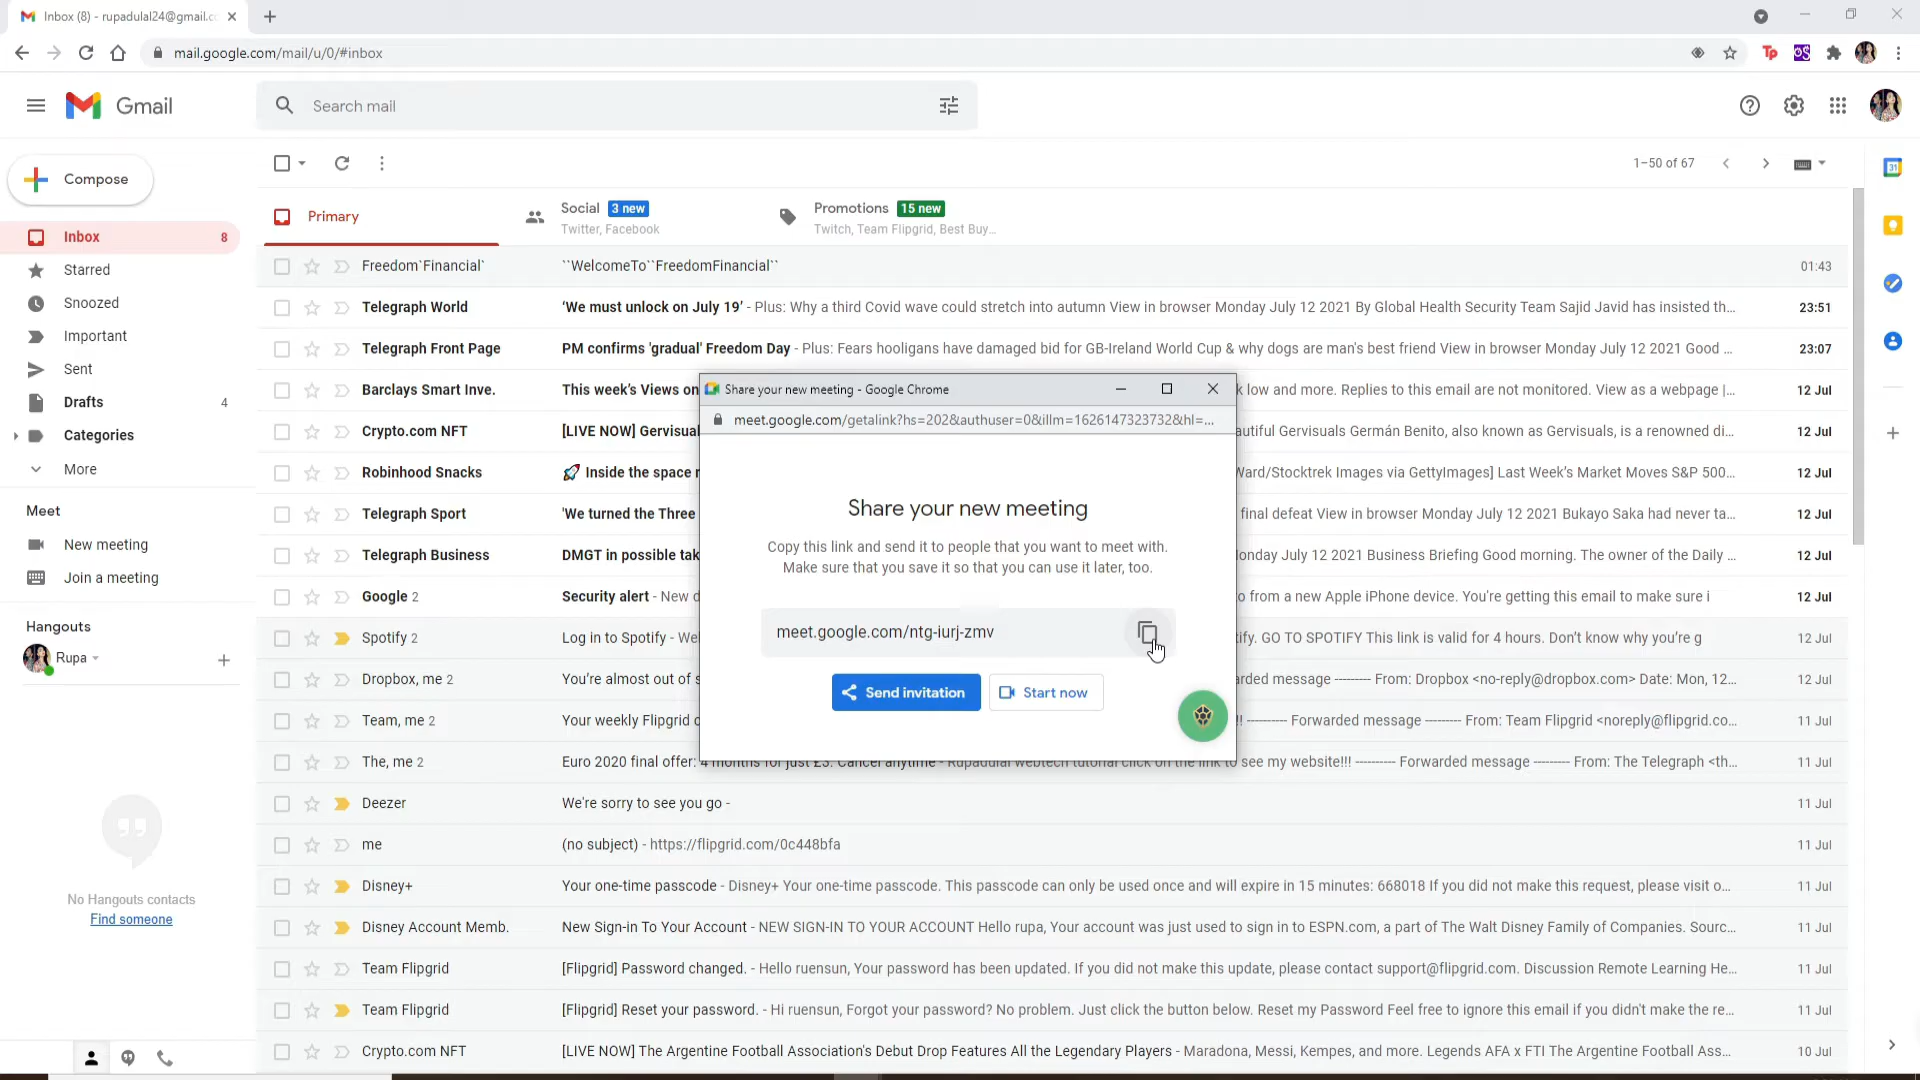 Inbox (8) - rupadulal24@gmail.co
mail.google.com/mail/u/0/#inbox
Tp
Gmail
Search mail
Compose
1–50 of 67
31
Primary
Social 3 new
Twitter, Facebook
Promotions 15 new
Twitch, Team Flipgrid, Best Buy...
Inbox 8
Starred
Snoozed
Important
Sent
Drafts 4
Categories
More
Meet
New meeting
Join a meeting
Hangouts
Rupa
No Hangouts contacts
Find someone
Freedom`Financial` ``WelcomeTo``FreedomFinancial`` 01:43
Telegraph World ‘We must unlock on July 19’ - Plus: Why a third Covid wave could stretch into autumn View in browser Monday July 12 2021 By Global Health Security Team Sajid Javid has insisted th... 23:51
Telegraph Front Page PM confirms 'gradual' Freedom Day - Plus: Fears hooligans have damaged bid for GB-Ireland World Cup & why dogs are man's best friend View in browser Monday July 12 2021 Good ... 23:07
Barclays Smart Inve. This week’s Views on k low and more. Replies to this email are not monitored. View as a webpage |... 12 Jul
Crypto.com NFT [LIVE NOW] Gervisual autiful Gervisuals Germán Benito, also known as Gervisuals, is a renowned di... 12 Jul
Robinhood Snacks 🚀 Inside the space r Ward/Stocktrek Images via GettyImages] Last Week’s Market Moves S&P 500... 12 Jul
Telegraph Sport 'We turned the Three final defeat View in browser Monday July 12 2021 Bukayo Saka had never ta... 12 Jul
Telegraph Business DMGT in possible tak onday July 12 2021 Business Briefing Good morning. The owner of the Daily ... 12 Jul
Google 2 Security alert - New d o from a new Apple iPhone device. You're getting this email to make sure i 12 Jul
Spotify 2 Log in to Spotify - We tify. GO TO SPOTIFY This link is valid for 4 hours. Don’t know why you’re g 12 Jul
Dropbox, me 2 You’re almost out of s arded message --------- From: Dropbox <no-reply@dropbox.com> Date: Mon, 12... 12 Jul
Team, me 2 Your weekly Flipgrid c !! ---------- Forwarded message --------- From: Team Flipgrid <noreply@flipgrid.co... 11 Jul
The, me 2 Euro 2020 final offer: 4 months for just £3. Cancel anytime - Rupadulal webtech tutorial click on the link to see my website!!! ---------- Forwarded message --------- From: The Telegraph <th... 11 Jul
Deezer We're sorry to see you go - 11 Jul
me (no subject) - https://flipgrid.com/0c448bfa 11 Jul
Disney+ Your one-time passcode - Disney+ Your one-time passcode. This passcode can only be used once and will expire in 15 minutes: 668018 If you did not make this request, please visit o... 11 Jul
Disney Account Memb. New Sign-in To Your Account - NEW SIGN-IN TO YOUR ACCOUNT Hello rupa, Your account was just used to sign in to ESPN.com, a part of The Walt Disney Family of Companies. Sourc... 11 Jul
Team Flipgrid [Flipgrid] Password changed. - Hello ruensun, Your password has been updated. If you did not make this update, please contact support@flipgrid.com. Discussion Remote Learning He... 11 Jul
Team Flipgrid [Flipgrid] Reset your password. - Hi ruensun, Forgot your password? No problem. Just click the button below. Reset my Password Feel free to ignore this email if you didn't make the re... 11 Jul
Crypto.com NFT [LIVE NOW] The Argentine Football Association's Debut Drop Features All the Legendary Players - Maradona, Messi, Kempes, and more. Legends AFA x FTI The Argentine Football Ass... 10 Jul
Share your new meeting - Google Chrome
meet.google.com/getalink?hs=202&authuser=0&illm=1626147323732&hl=...
Share your new meeting
Copy this link and send it to people that you want to meet with.
Make sure that you save it so that you can use it later, too.
meet.google.com/ntg-iurj-zmv
Send invitation
Start now